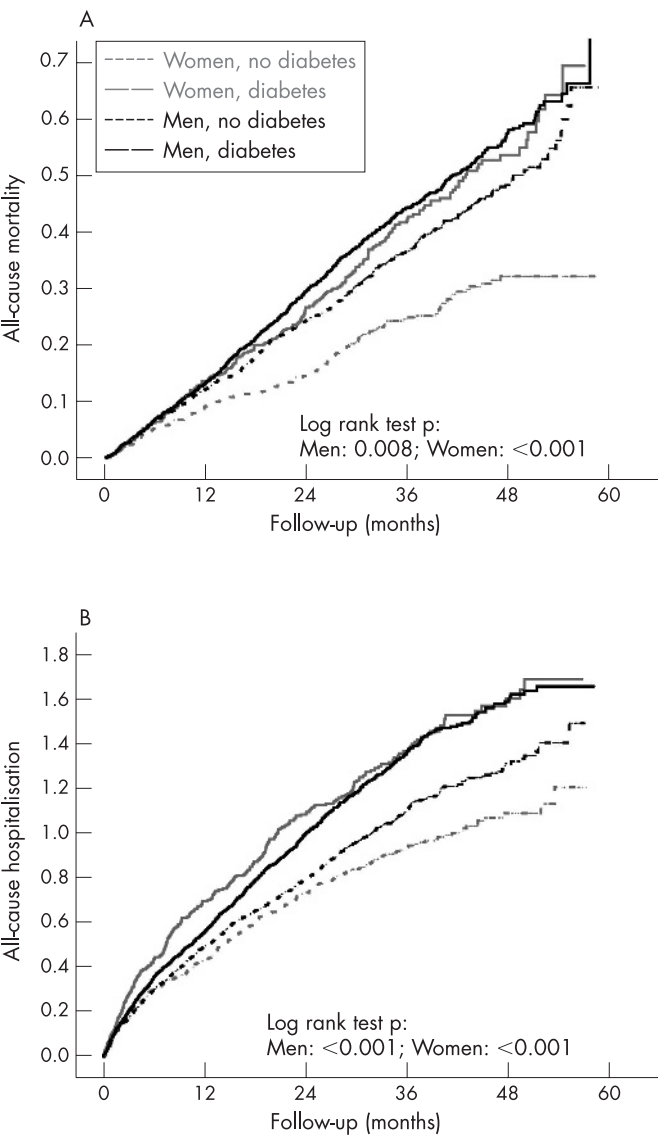 A
0.7
0.6
0.5
0.4
0.3
0.2
0.1
0.0
All-cause mortality
Women, no diabetes
Women, diabetes
Men, no diabetes
Men, diabetes
Log rank test p:
Men: 0.008; Women: <0.001
0 12 24 36 48 60
Follow-up (months)
B
1.8
1.6
1.4
1.2
1.0
0.8
0.6
0.4
0.2
0.0
All-cause hospitalisation
Log rank test p:
Men: <0.001; Women: <0.001
0 12 24 36 48 60
Follow-up (months)